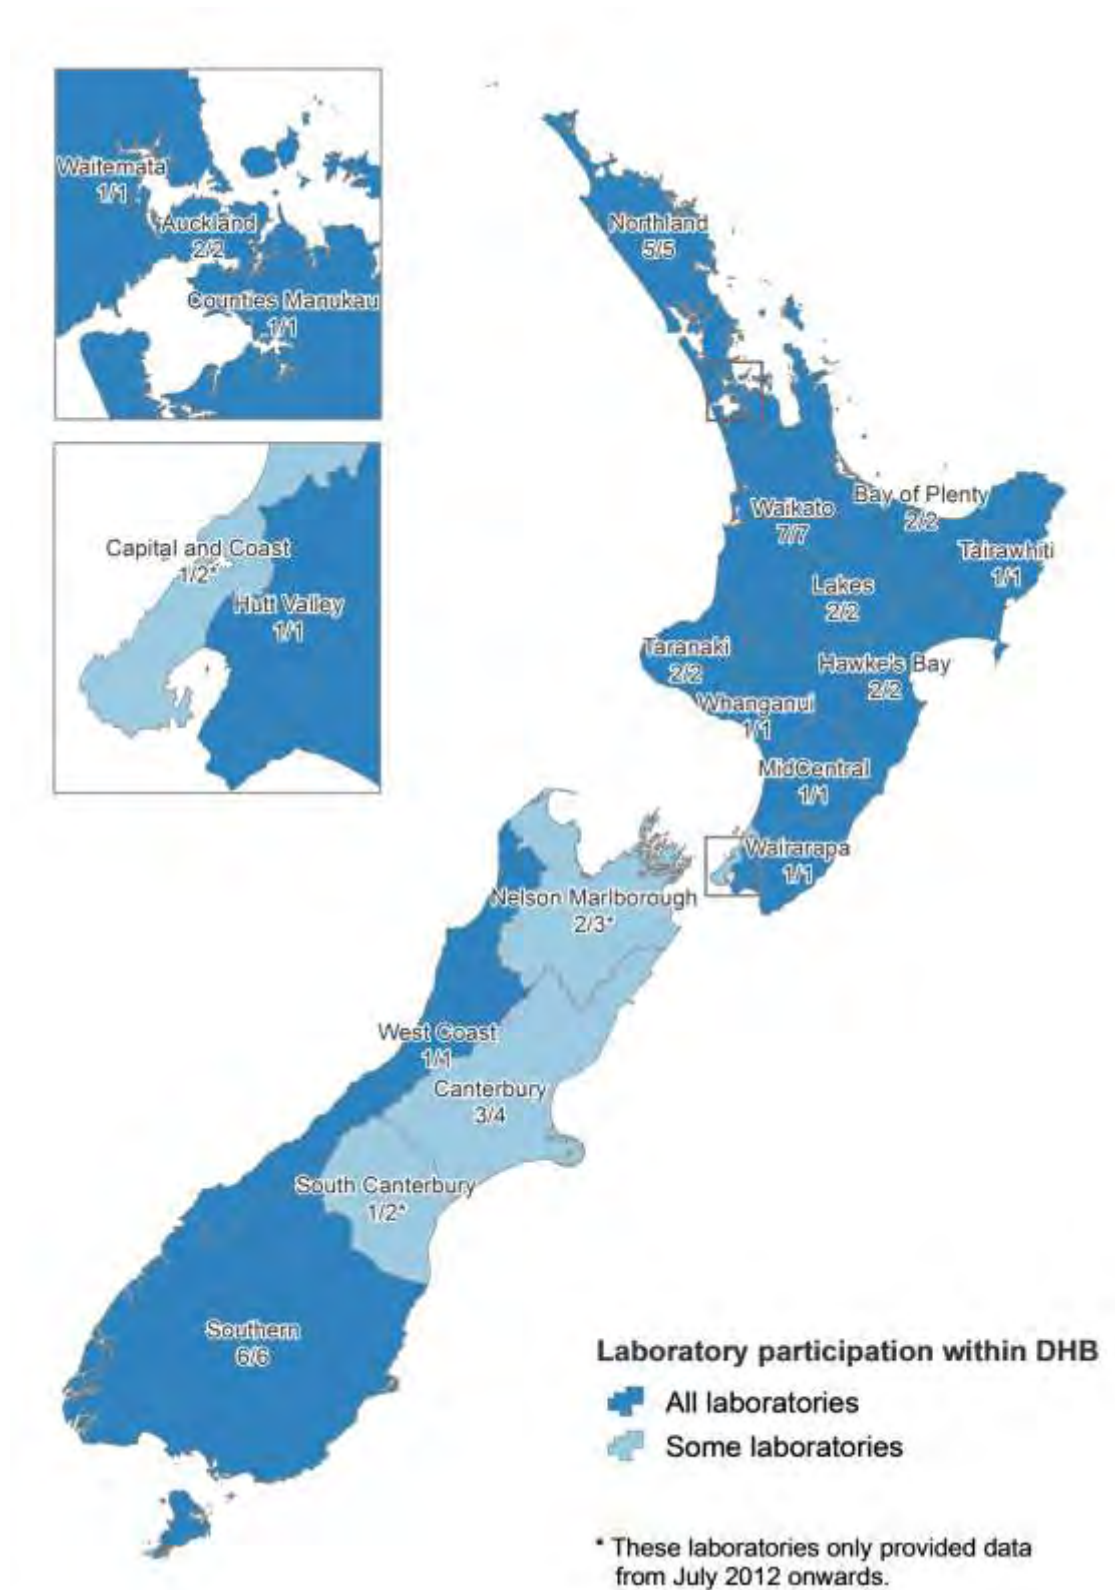 Waitemata
1/1
Auckland
2/2
Counties Manukau
1/1
Capital and Coast
1/2*
Hutt Valley
1/1
Northland
5/5
Waikato
7/7
Bay of Plenty
2/2
Tairawhiti
1/1
Lakes
2/2
Taranaki
2/2
Hawke's Bay
2/2
Whanganui
1/1
MidCentral
1/1
Wairarapa
1/1
Nelson Marlborough
2/3*
West Coast
1/1
Canterbury
3/4
South Canterbury
1/2*
Southern
6/6
Laboratory participation within DHB
All laboratories
Some laboratories
* These laboratories only provided data
from July 2012 onwards.